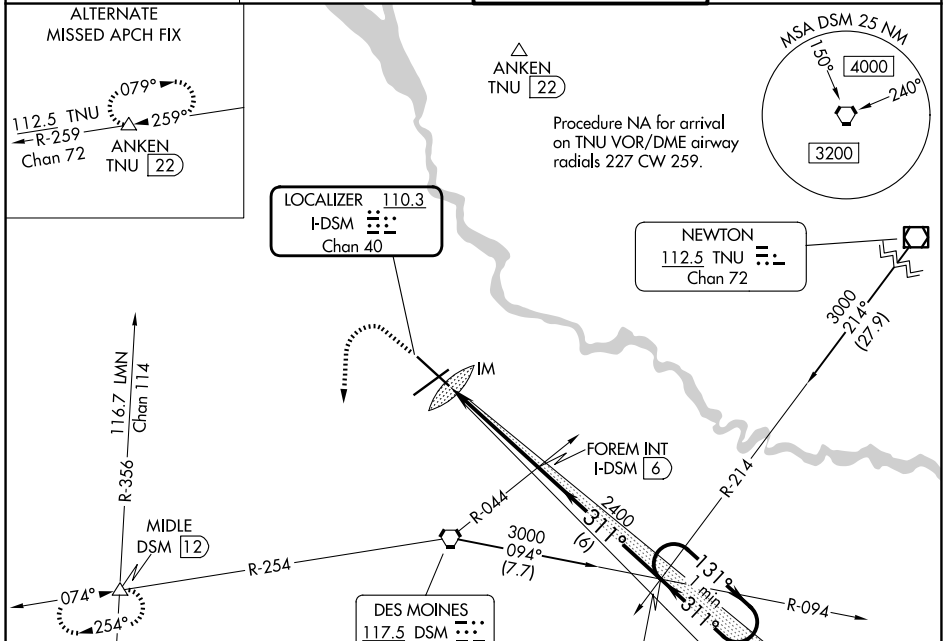 ALTERNATE
MISSED APCH FIX
079°
259°
112.5 TNU
R-259
Chan 72
ANKEN
TNU 22
ANKEN
TNU 22
Procedure NA for arrival
on TNU VOR/DME airway
radials 227 CW 259.
MSA DSM 25 NM
150°
4000
240°
3200
LOCALIZER 110.3
I-DSM
Chan 40
NEWTON
112.5 TNU
Chan 72
3000
214°
(27.9)
R-214
IM
FOREM INT
I-DSM 6
R-044
2400
311°
(6)
116.7 LMN
Chan 114
R-356
MIDLE
DSM 12
R-254
074°
254°
3000
094°
(7.7)
131°
1 min
311°
R-094
DES MOINES
117.5 DSM